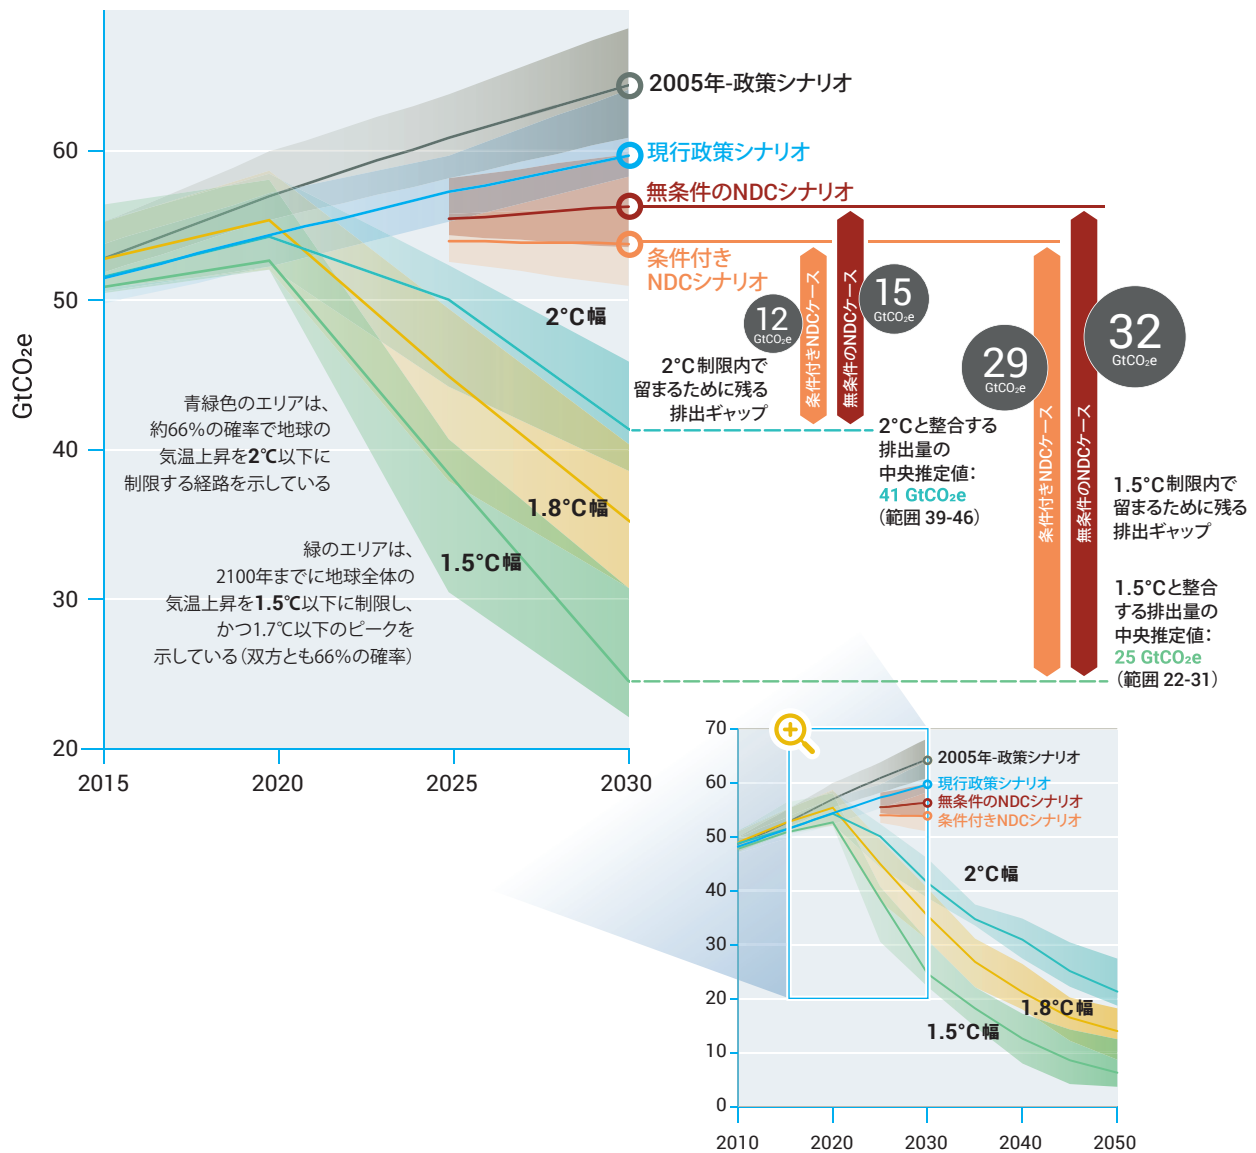 GtCO₂e
60
50
40
30
20
2015
2020
2025
2030
2005年-政策シナリオ
現行政策シナリオ
無条件のNDCシナリオ
条件付き
NDCシナリオ
2°C幅
1.8°C幅
1.5°C幅
青緑色のエリアは、
約66%の確率で地球の
気温上昇を2℃以下に
制限する経路を示している
緑のエリアは、
2100年までに地球全体の
気温上昇を1.5℃以下に制限し、
かつ1.7℃以下のピークを
示している（双方とも66%の確率）
2°C制限内で
留まるために残る
排出ギャップ
12
GtCO₂e
条件付きNDCケース
無条件のNDCケース
15
GtCO₂e
2°Cと整合する
排出量の
中央推定値：
41 GtCO₂e
（範囲 39-46）
29
GtCO₂e
条件付きNDCケース
無条件のNDCケース
32
GtCO₂e
1.5°C制限内で
留まるために残る
排出ギャップ
1.5°Cと整合
する排出量の
中央推定値：
25 GtCO₂e
（範囲 22-31）
70
60
50
40
30
20
10
0
2010
2020
2030
2040
2050
2005年-政策シナリオ
現行政策シナリオ
無条件のNDCシナリオ
条件付きNDCシナリオ
2°C幅
1.8°C幅
1.5°C幅